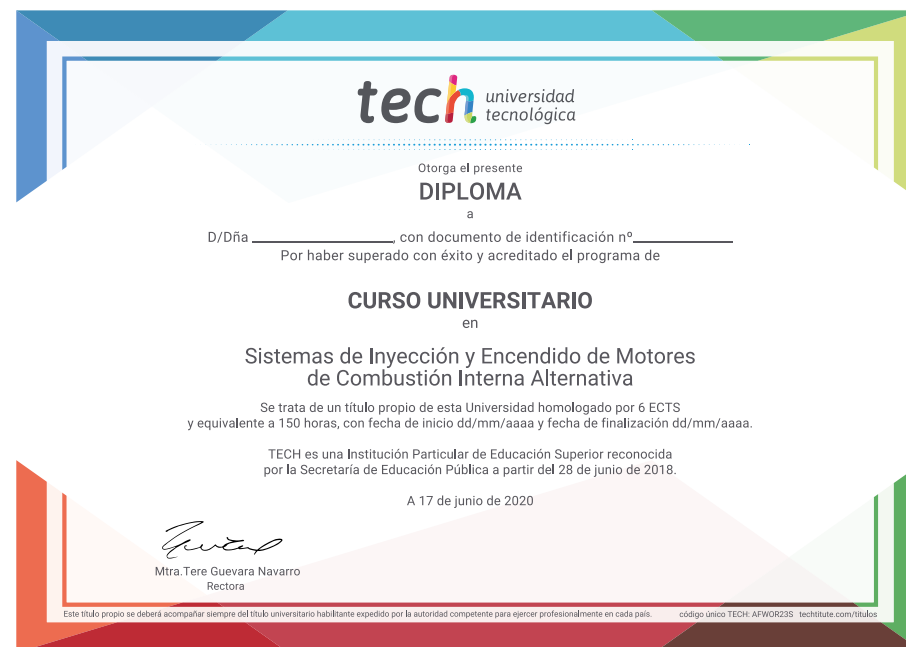 tech universidad
tecnológica
Otorga el presente
DIPLOMA
a
D/Dña ____________________, con documento de identificación nº______________
Por haber superado con éxito y acreditado el programa de
CURSO UNIVERSITARIO
en
Sistemas de Inyección y Encendido de Motores
de Combustión Interna Alternativa
Se trata de un título propio de esta Universidad homologado por 6 ECTS
y equivalente a 150 horas, con fecha de inicio dd/mm/aaaa y fecha de finalización dd/mm/aaaa.
TECH es una Institución Particular de Educación Superior reconocida
por la Secretaría de Educación Pública a partir del 28 de junio de 2018.
A 17 de junio de 2020
Mtra.Tere Guevara Navarro
Rectora
Este título propio se deberá acompañar siempre del título universitario habilitante expedido por la autoridad competente para ejercer profesionalmente en cada país. código único TECH: AFWOR23S techtitute.com/títulos